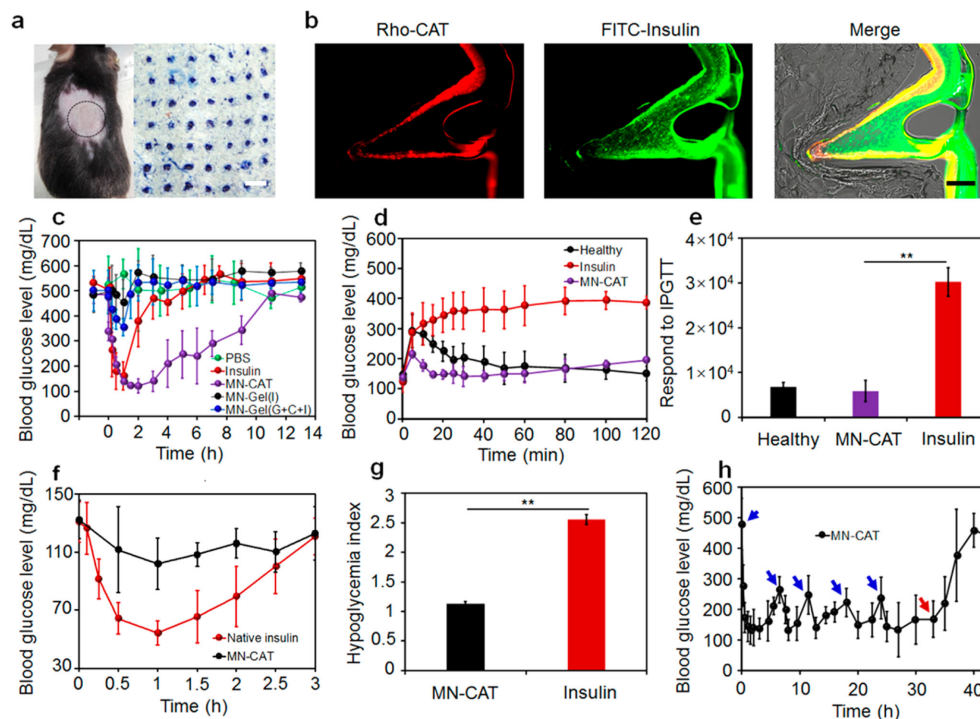 a
b
Rho-CAT
FITC-Insulin
Merge
c
Blood glucose level (mg/dL)
700
600
500
400
300
200
100
0
PBS
Insulin
MN-CAT
MN-Gel(I)
MN-Gel(G+C+I)
-2 0 2 4 6 8 10 12 14
Time (h)
d
Blood glucose level (mg/dL)
600
500
400
300
200
100
0
Healthy
Insulin
MN-CAT
0 20 40 60 80 100 120
Time (min)
e
Respond to IPGTT
4×10⁴
3×10⁴
2×10⁴
1×10⁴
0
**
Healthy
MN-CAT
Insulin
f
Blood glucose level (mg/dL)
150
110
70
30
Native insulin
MN-CAT
0 0.5 1 1.5 2 2.5 3
Time (h)
g
Hypoglycemia index
3
2.5
2
1.5
1
0.5
0
**
MN-CAT
Insulin
h
Blood glucose level (mg/dL)
600
500
400
300
200
100
0
MN-CAT
0 10 20 30 40
Time (h)